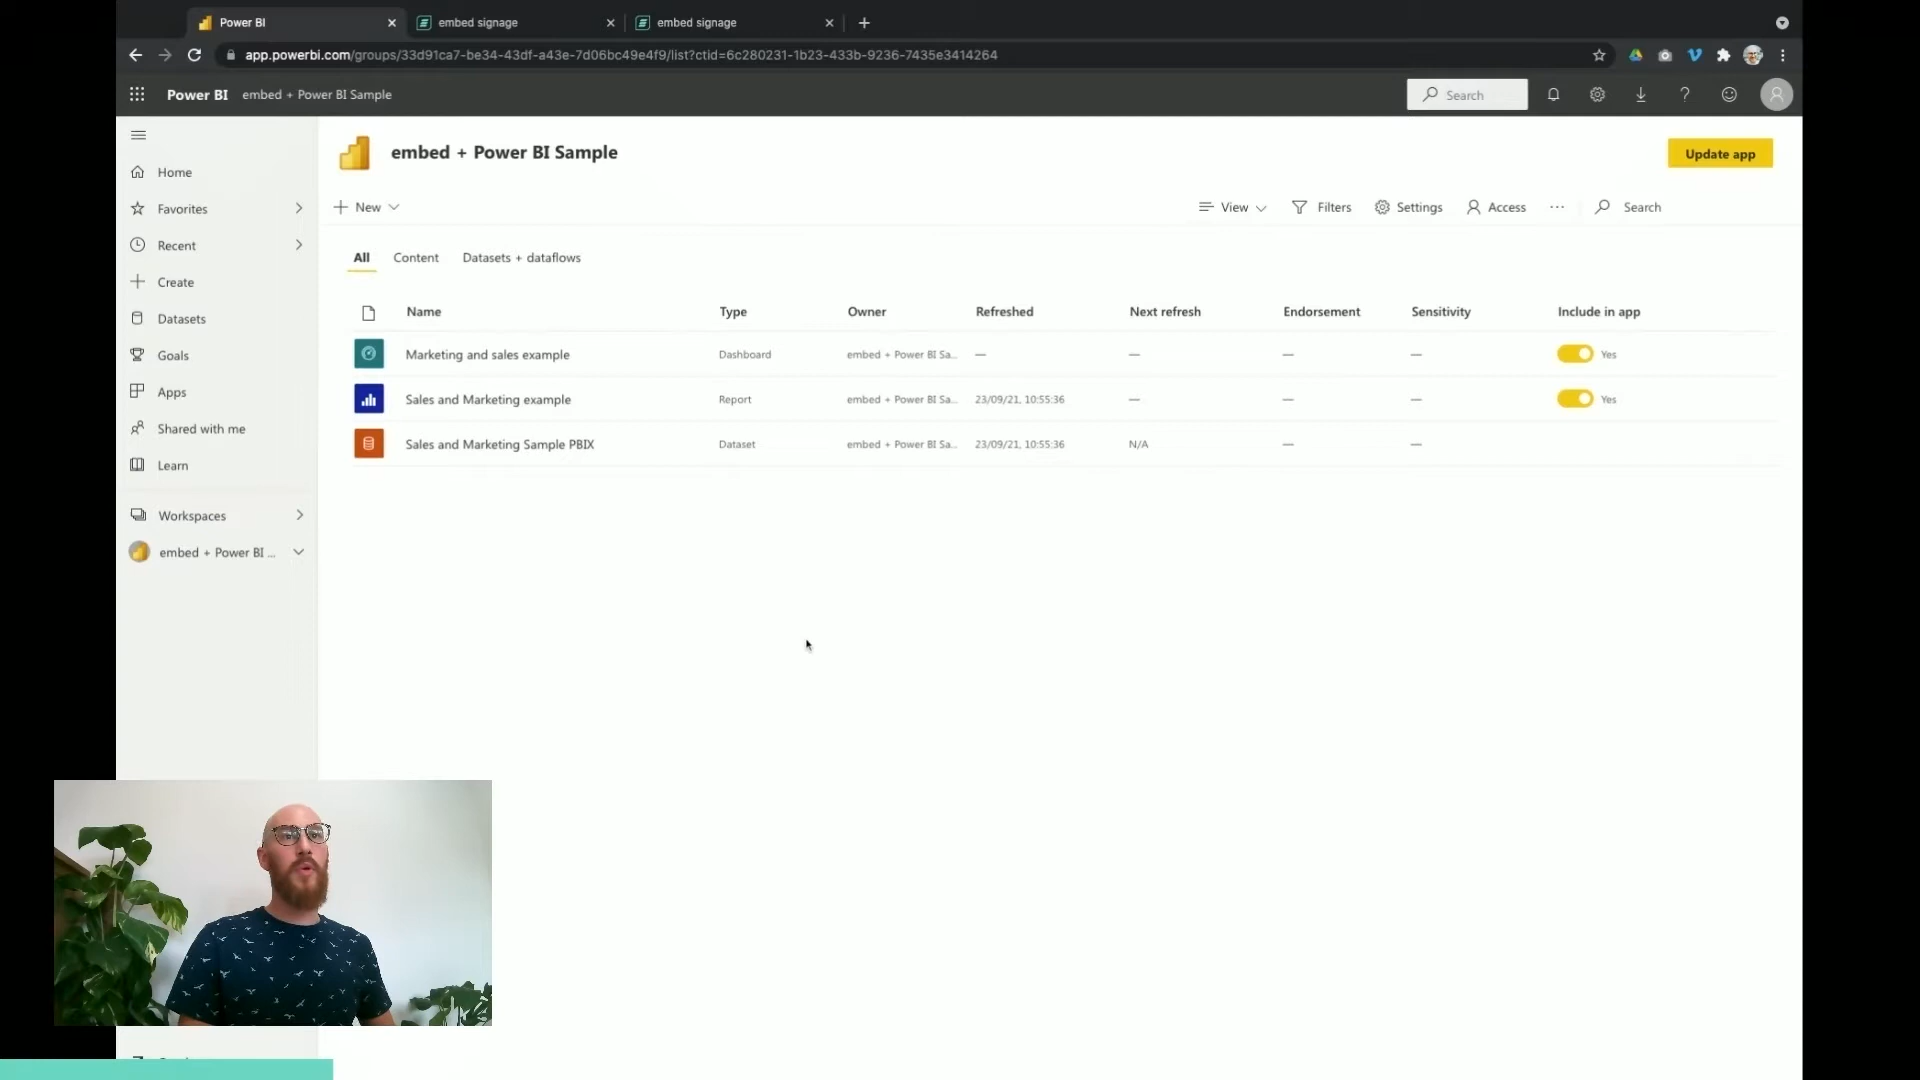 Power BI
embed signage
embed signage
app.powerbi.com/groups/33d91ca7-be34-43df-a43e-7d06bc49e4f9/list?ctid=6c280231-1b23-433b-9236-7435e3414264
Power BI embed + Power BI Sample
Search
embed + Power BI Sample
Update app
New
View
Filters
Settings
Access
Search
Home
Favorites
Recent
Create
Datasets
Goals
Apps
Shared with me
Learn
Workspaces
embed + Power BI ...
All Content Datasets + dataflows
Name Type Owner Refreshed Next refresh Endorsement Sensitivity Include in app
Marketing and sales example Dashboard embed + Power BI Sa... — — — — Yes
Sales and Marketing example Report embed + Power BI Sa... 23/09/21, 10:55:36 — — — Yes
Sales and Marketing Sample PBIX Dataset embed + Power BI Sa... 23/09/21, 10:55:36 N/A — —